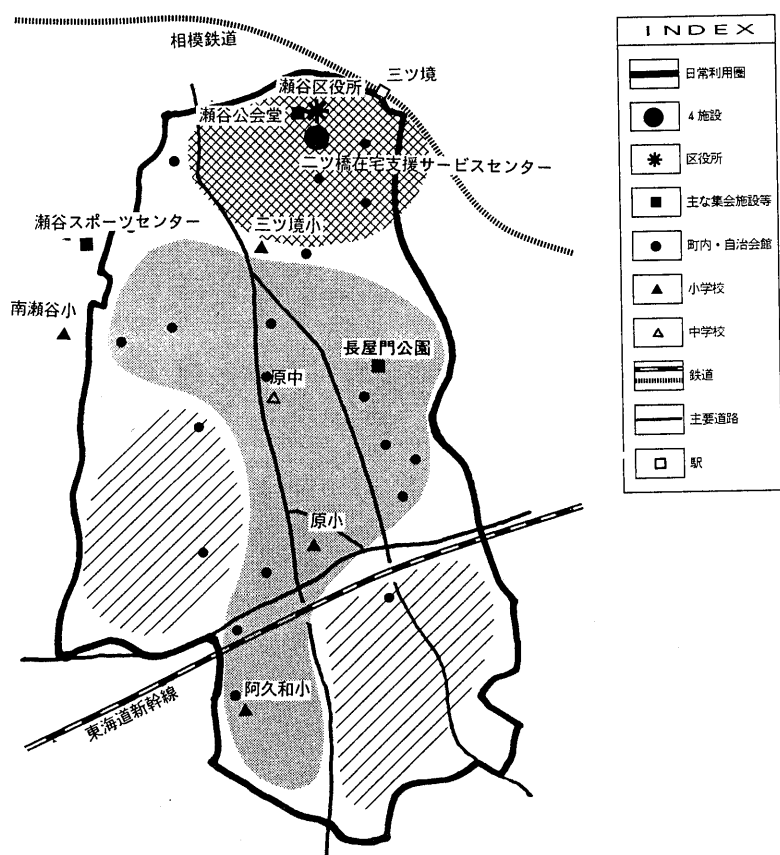 相模鉄道
三ツ境
瀬谷区役所
瀬谷公会堂
二ツ橋在宅支援サービスセンター
瀬谷スポーツセンター
三ツ境小
南瀬谷小
長屋門公園
原中
原小
阿久和小
東海道新幹線
INDEX
日常利用圏
4施設
区役所
主な集会施設等
町内・自治会館
小学校
中学校
鉄道
主要道路
駅